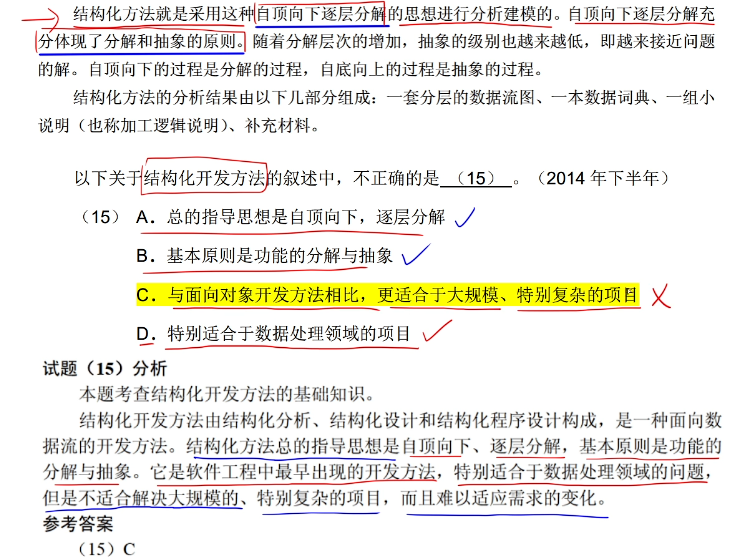 结构化方法就是采用这种自顶向下逐层分解的思想进行分析建模的。自顶向下逐层分解充
分体现了分解和抽象的原则。随着分解层次的增加，抽象的级别也越来越低，即越来接近问题
的解。自顶向下的过程是分解的过程，自底向上的过程是抽象的过程。
结构化方法的分析结果由以下几部分组成：一套分层的数据流图、一本数据词典、一组小
说明（也称加工逻辑说明）、补充材料。
以下关于结构化开发方法的叙述中，不正确的是 （15） 。（2014 年下半年）
（15） A．总的指导思想是自顶向下，逐层分解
B．基本原则是功能的分解与抽象
C．与面向对象开发方法相比，更适合于大规模、特别复杂的项目
D．特别适合于数据处理领域的项目
试题（15）分析
本题考查结构化开发方法的基础知识。
结构化开发方法由结构化分析、结构化设计和结构化程序设计构成，是一种面向数
据流的开发方法。结构化方法总的指导思想是自顶向下、逐层分解，基本原则是功能的
分解与抽象。它是软件工程中最早出现的开发方法，特别适合于数据处理领域的问题，
但是不适合解决大规模的、特别复杂的项目，而且难以适应需求的变化。
参考答案
（15）C